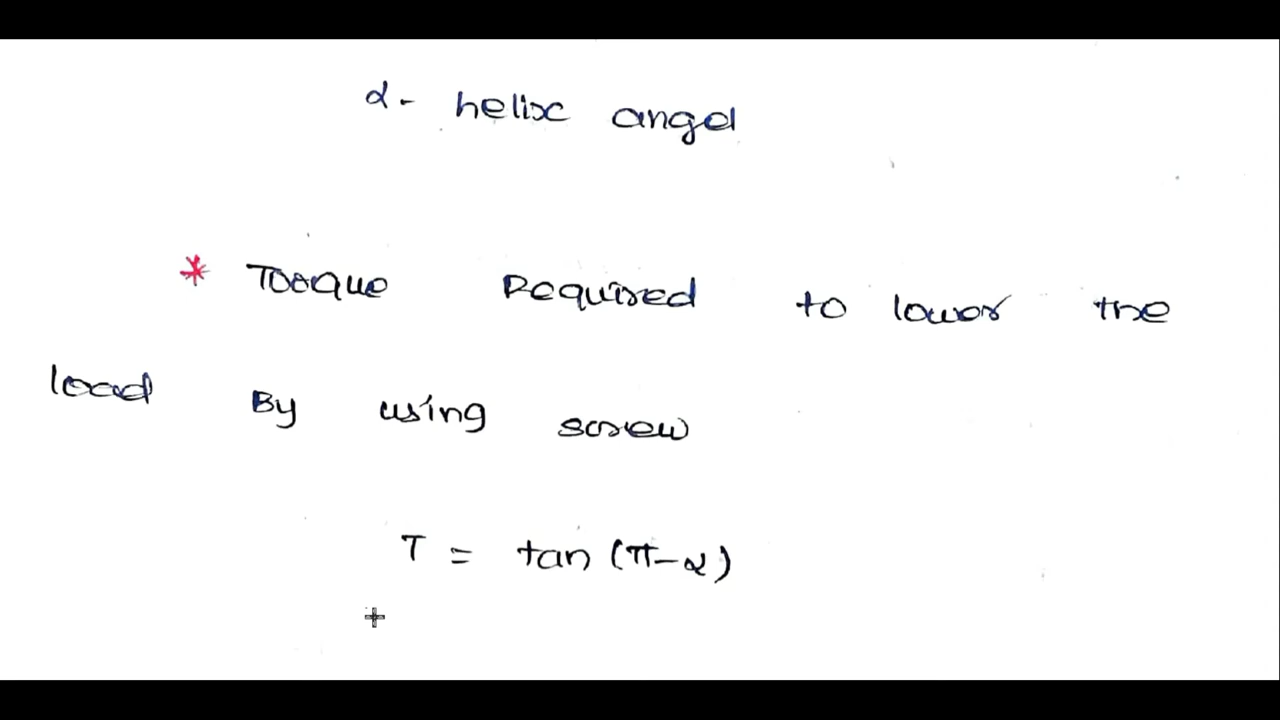 α - helix angel
* Torque Required to lower the
load By using screw
T = tan (π-α)